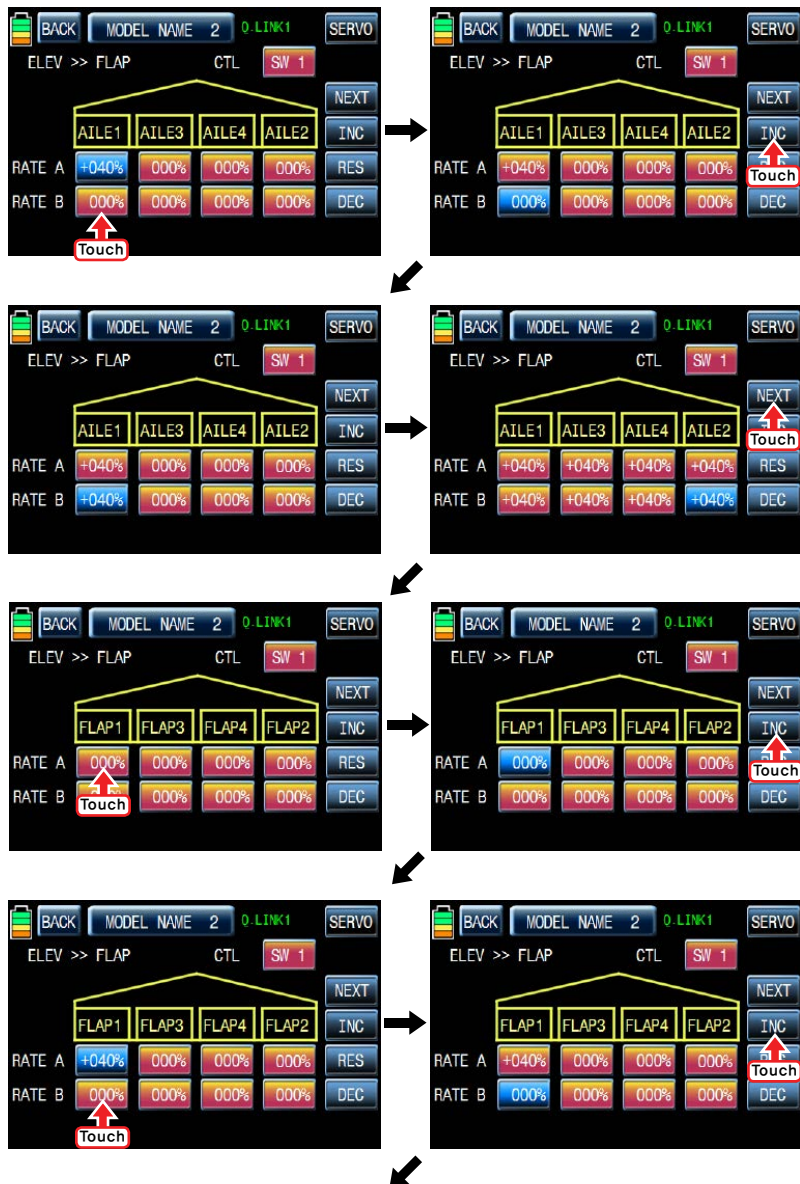 BACK MODEL NAME 2 Q.LINK1 SERVO
ELEV >> FLAP CTL SW 1
NEXT
AILE1 AILE3 AILE4 AILE2 INC
RATE A +040% 000% 000% 000% RES
RATE B 000% 000% 000% 000% DEC
Touch
BACK MODEL NAME 2 Q.LINK1 SERVO
ELEV >> FLAP CTL SW 1
NEXT
AILE1 AILE3 AILE4 AILE2 INC
RATE A +040% 000% 000% 000%
Touch
RATE B 000% 000% 000% 000% DEC
BACK MODEL NAME 2 Q.LINK1 SERVO
ELEV >> FLAP CTL SW 1
NEXT
AILE1 AILE3 AILE4 AILE2 INC
RATE A +040% 000% 000% 000% RES
RATE B +040% 000% 000% 000% DEC
BACK MODEL NAME 2 Q.LINK1 SERVO
ELEV >> FLAP CTL SW 1
NEXT
AILE1 AILE3 AILE4 AILE2
Touch
RATE A +040% +040% +040% +040% RES
RATE B +040% +040% +040% +040% DEC
BACK MODEL NAME 2 Q.LINK1 SERVO
ELEV >> FLAP CTL SW 1
NEXT
FLAP1 FLAP3 FLAP4 FLAP2 INC
RATE A 000% 000% 000% 000% RES
RATE B 000% 000% 000% DEC
Touch
BACK MODEL NAME 2 Q.LINK1 SERVO
ELEV >> FLAP CTL SW 1
NEXT
FLAP1 FLAP3 FLAP4 FLAP2 INC
RATE A 000% 000% 000% 000%
Touch
RATE B 000% 000% 000% 000% DEC
BACK MODEL NAME 2 Q.LINK1 SERVO
ELEV >> FLAP CTL SW 1
NEXT
FLAP1 FLAP3 FLAP4 FLAP2 INC
RATE A +040% 000% 000% 000% RES
RATE B 000% 000% 000% 000% DEC
Touch
BACK MODEL NAME 2 Q.LINK1 SERVO
ELEV >> FLAP CTL SW 1
NEXT
FLAP1 FLAP3 FLAP4 FLAP2 INC
RATE A +040% 000% 000% 000%
Touch
RATE B 000% 000% 000% 000% DEC